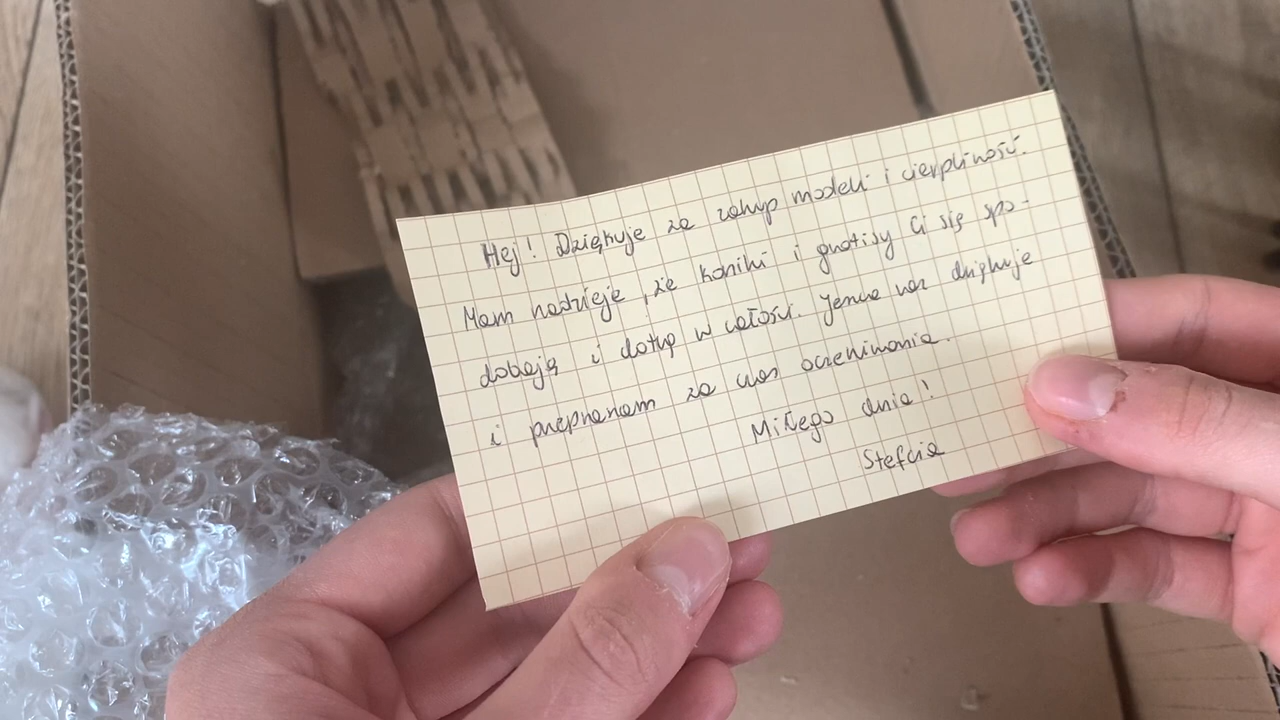 Hej! Dziękuję za zakup modeli i cierpliwość.
Mam nadzieję, że koniki i gratisy Ci się spo-
dobają i dotrą w całości. Jeszcze raz dziękuję
i przepraszam za czas oczekiwania.
Miłego dnia!
Stefcia